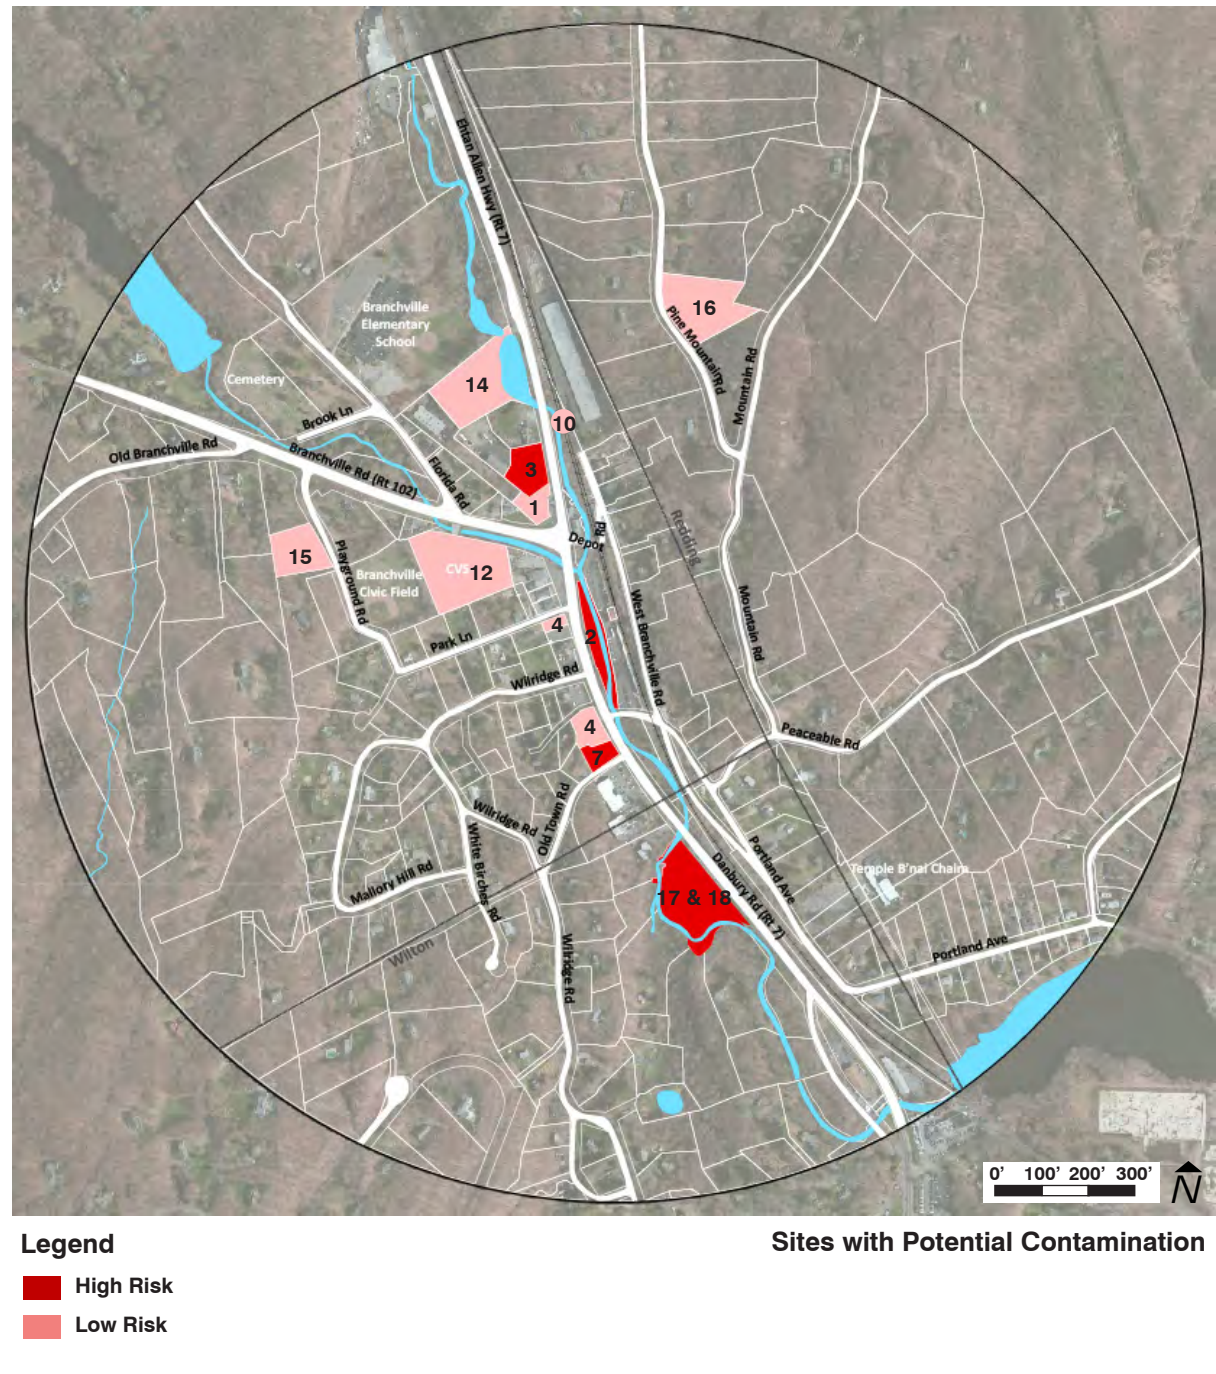 Ehtan Allen Hwy (Rt 7)
Branchville
Elementary
School
16
Pine Mountain Rd
Mountain Rd
Cemetery
14
10
Brook Ln
Old Branchville Rd
Branchville Rd (Rt 102)
Florida Rd
3
1
Depot
Rd
Redding
15
Playground Rd
Branchville
Civic Field
CVS
12
4
2
West Branchville Rd
Mountain Rd
Park Ln
Wilridge Rd
4
7
Peaceable Rd
Wilridge Rd
Old Town Rd
White Birches Rd
Mallory Hill Rd
17 & 18
Danbury Rd (Rt 7)
Portland Ave
Temple B'nai Chaim
Wilton
Wilridge Rd
Portland Ave
0' 100' 200' 300'
N
Legend
Sites with Potential Contamination
High Risk
Low Risk